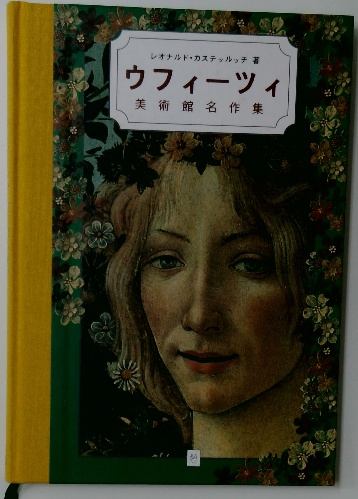 レオナルド・カステッルッチ 著
ウフィーツィ
美術館名作集